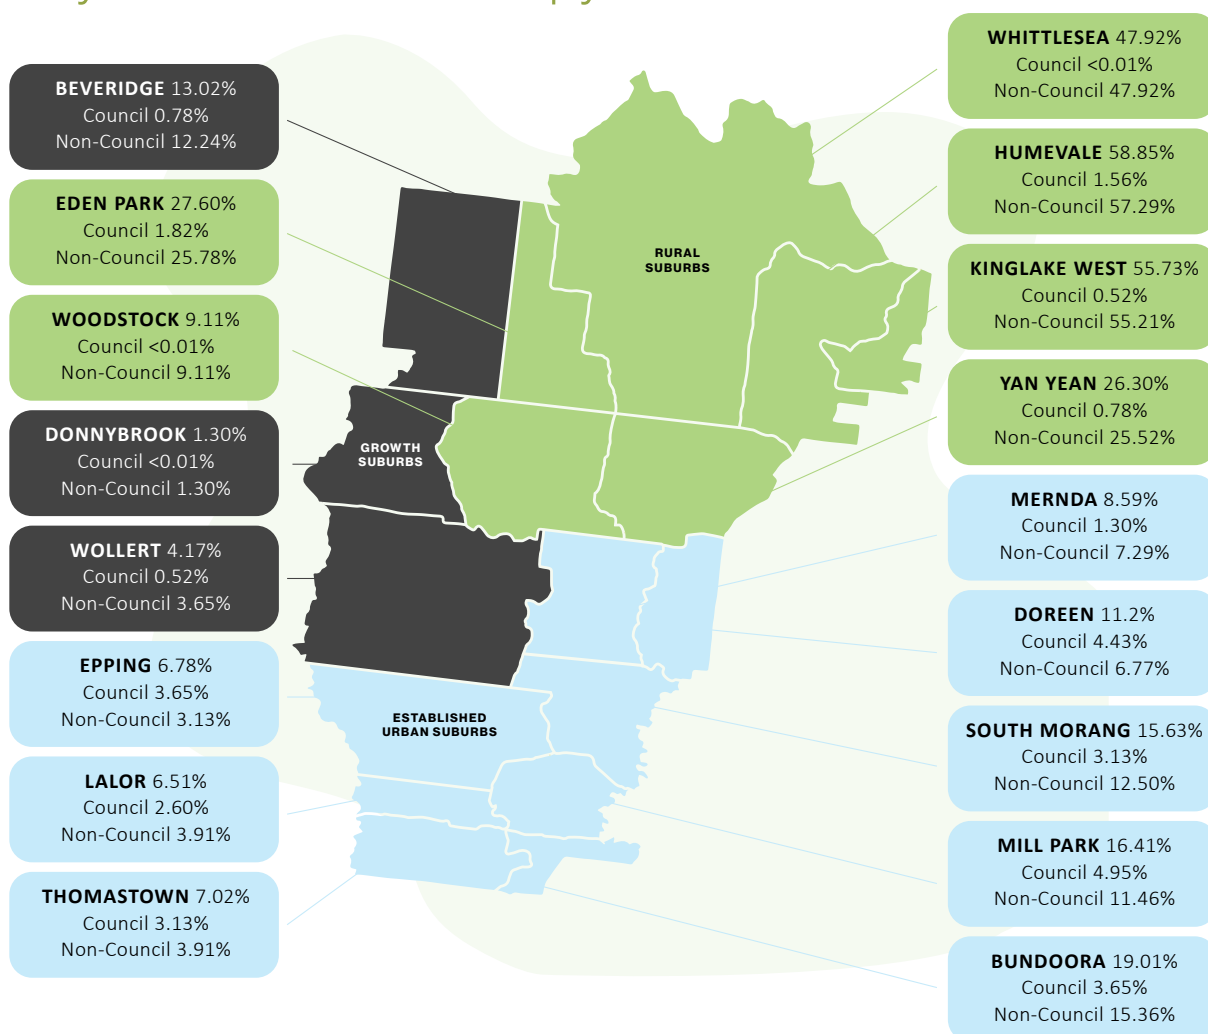 BEVERIDGE 13.02%
Council 0.78%
Non-Council 12.24%
EDEN PARK 27.60%
Council 1.82%
Non-Council 25.78%
WOODSTOCK 9.11%
Council <0.01%
Non-Council 9.11%
DONNYBROOK 1.30%
Council <0.01%
Non-Council 1.30%
WOLLERT 4.17%
Council 0.52%
Non-Council 3.65%
EPPING 6.78%
Council 3.65%
Non-Council 3.13%
LALOR 6.51%
Council 2.60%
Non-Council 3.91%
THOMASTOWN 7.02%
Council 3.13%
Non-Council 3.91%
RURAL
SUBURBS
GROWTH
SUBURBS
ESTABLISHED
URBAN SUBURBS
WHITTLESEA 47.92%
Council <0.01%
Non-Council 47.92%
HUMEVALE 58.85%
Council 1.56%
Non-Council 57.29%
KINGLAKE WEST 55.73%
Council 0.52%
Non-Council 55.21%
YAN YEAN 26.30%
Council 0.78%
Non-Council 25.52%
MERNDA 8.59%
Council 1.30%
Non-Council 7.29%
DOREEN 11.2%
Council 4.43%
Non-Council 6.77%
SOUTH MORANG 15.63%
Council 3.13%
Non-Council 12.50%
MILL PARK 16.41%
Council 4.95%
Non-Council 11.46%
BUNDOORA 19.01%
Council 3.65%
Non-Council 15.36%